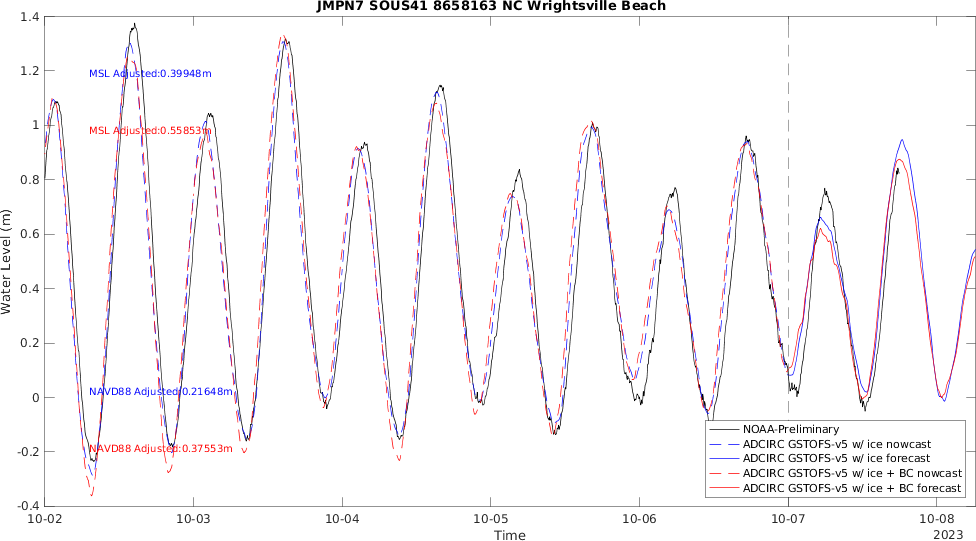 JMPN7 SOUS41 8658163 NC Wrightsville Beach
1.4
1.2
1
0.8
0.6
0.4
0.2
0
-0.2
-0.4
Water Level (m)
MSL Adjusted:0.39948m
MSL Adjusted:0.55853m
NAVD88 Adjusted:0.21648m
NAVD88 Adjusted:0.37553m
NOAA-Preliminary
ADCIRC GSTOFS-v5 w/ ice nowcast
ADCIRC GSTOFS-v5 w/ ice forecast
ADCIRC GSTOFS-v5 w/ ice + BC nowcast
ADCIRC GSTOFS-v5 w/ ice + BC forecast
10-02 10-03 10-04 10-05 10-06 10-07 10-08
Time
2023